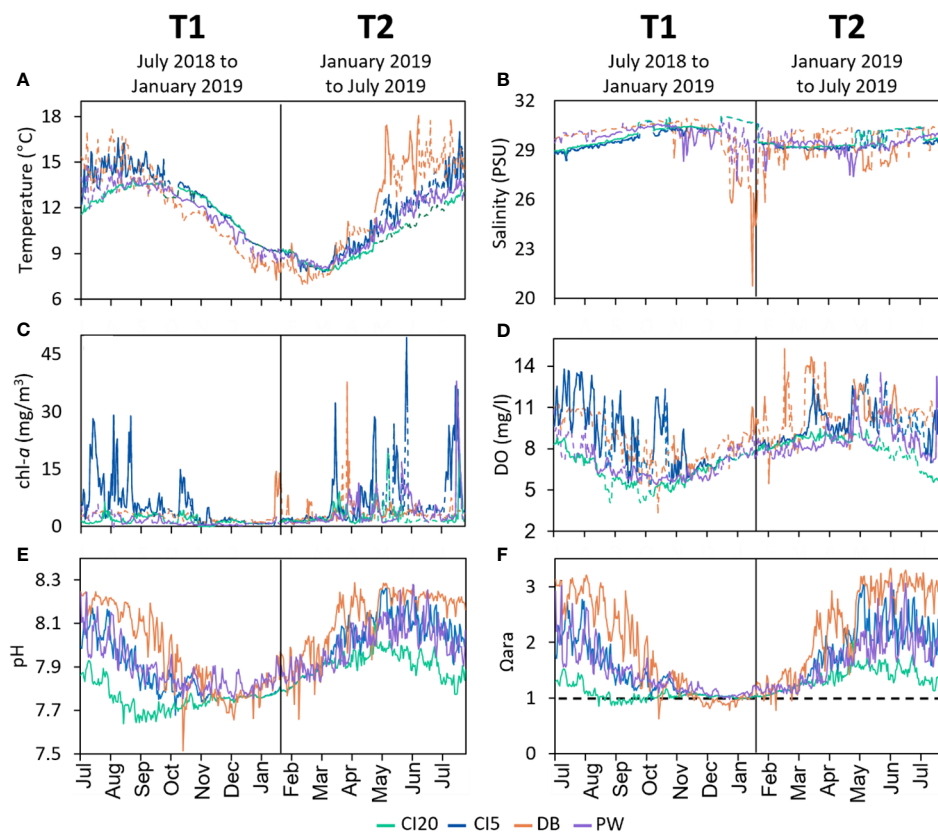 T1
T2
July 2018 to
January 2019
January 2019
to July 2019
July 2018 to
January 2019
January 2019
to July 2019
T1
T2
A
B
Temperature (°C)
18
15
12
9
6
Salinity (PSU)
32
29
26
23
20
C
D
chl-a (mg/m³)
45
30
15
0
DO (mg/l)
14
11
8
5
2
E
F
pH
8.3
8.1
7.9
7.7
7.5
Ωara
3
2
1
0
Jul Aug Sep Oct Nov Dec Jan Feb Mar Apr May Jun Jul
Jul Aug Sep Oct Nov Dec Jan Feb Mar Apr May Jun Jul
CI20 CI5 DB PW